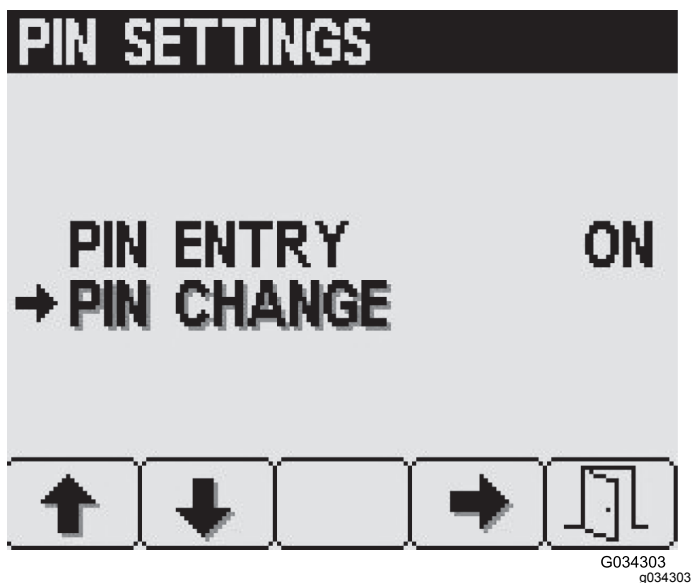 PIN SETTINGS
PIN ENTRY ON
PIN CHANGE
G034303
g034303